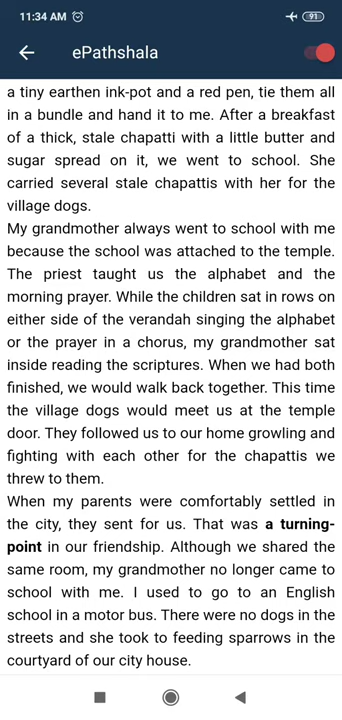 11:34 AM
91
ePathshala
a tiny earthen ink-pot and a red pen, tie them all
in a bundle and hand it to me. After a breakfast
of a thick, stale chapatti with a little butter and
sugar spread on it, we went to school. She
carried several stale chapattis with her for the
village dogs.
My grandmother always went to school with me
because the school was attached to the temple.
The priest taught us the alphabet and the
morning prayer. While the children sat in rows on
either side of the verandah singing the alphabet
or the prayer in a chorus, my grandmother sat
inside reading the scriptures. When we had both
finished, we would walk back together. This time
the village dogs would meet us at the temple
door. They followed us to our home growling and
fighting with each other for the chapattis we
threw to them.
When my parents were comfortably settled in
the city, they sent for us. That was a turning-
point in our friendship. Although we shared the
same room, my grandmother no longer came to
school with me. I used to go to an English
school in a motor bus. There were no dogs in the
streets and she took to feeding sparrows in the
courtyard of our city house.